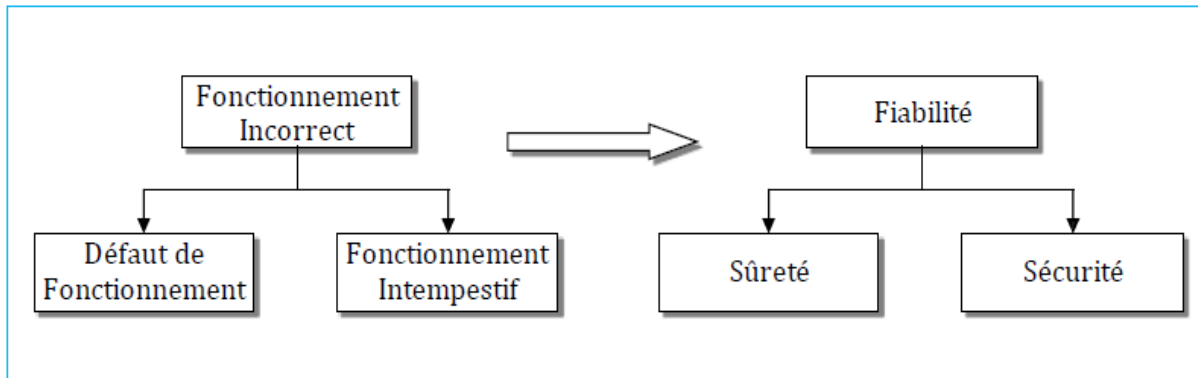 Fonctionnement
Incorrect
Fiabilité
Défaut de
Fonctionnement
Fonctionnement
Intempestif
Sûreté
Sécurité